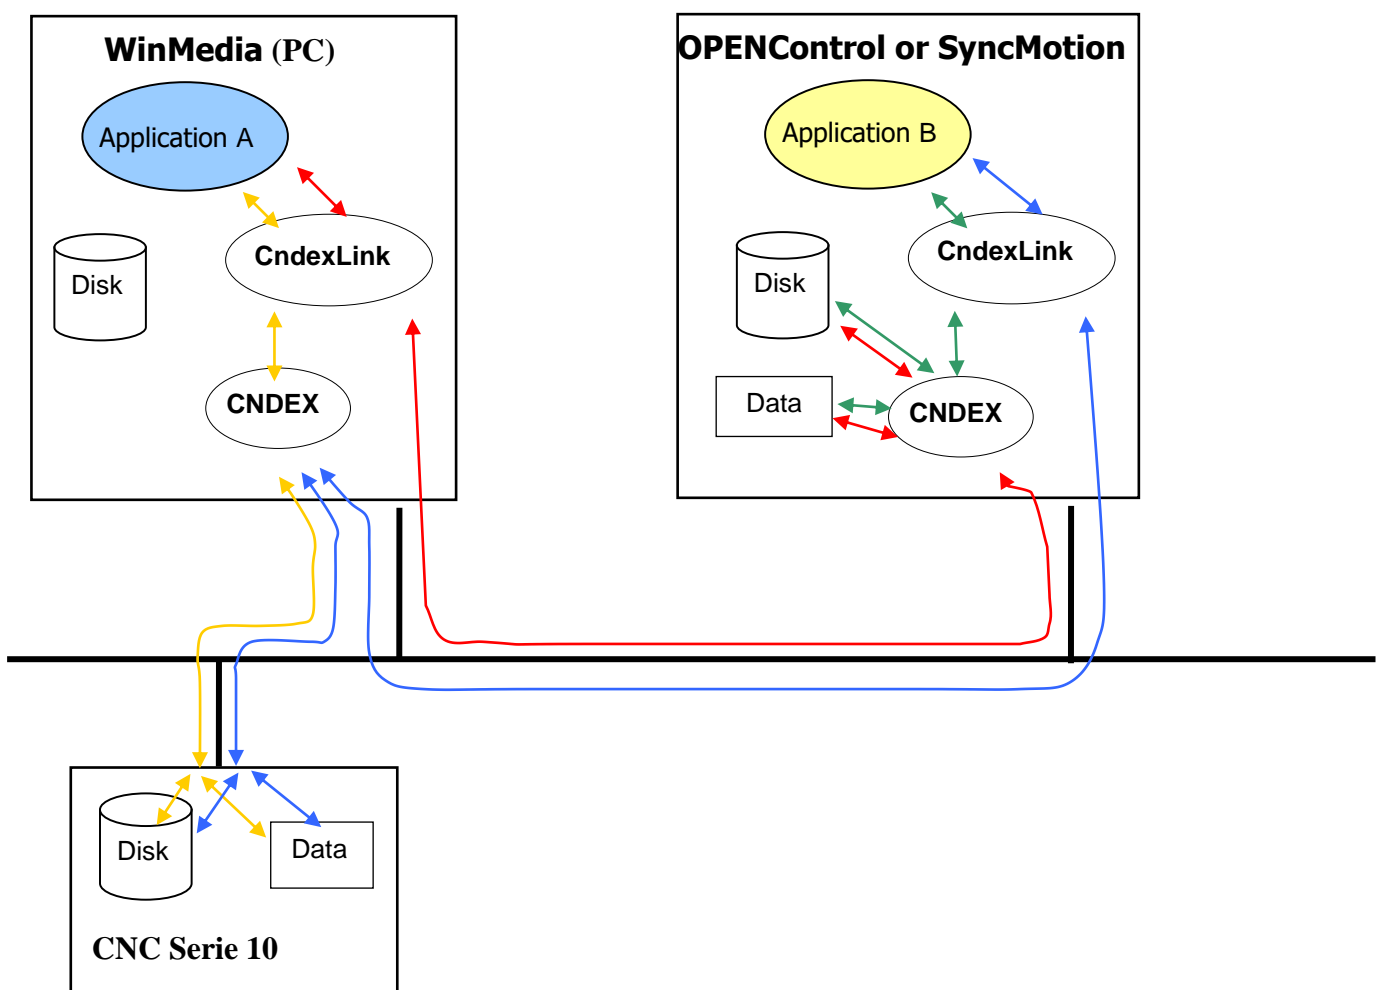 WinMedia (PC)
Application A
CndexLink
Disk
CNDEX
OPENControl or SyncMotion
Application B
CndexLink
Disk
Data
CNDEX
Disk
Data
CNC Serie 10